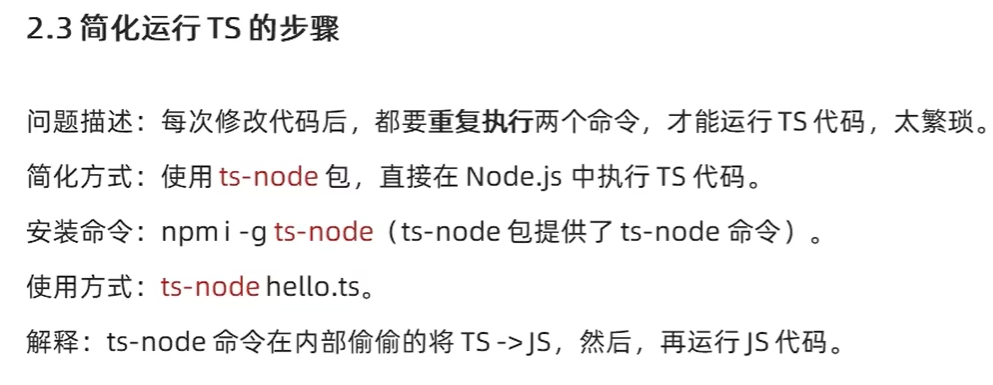 2.3 简化运行 TS 的步骤
问题描述：每次修改代码后，都要重复执行两个命令，才能运行 TS 代码，太繁琐。
简化方式：使用 ts-node 包，直接在 Node.js 中执行 TS 代码。
安装命令：npm i -g ts-node（ts-node 包提供了 ts-node 命令）。
使用方式：ts-node hello.ts。
解释：ts-node 命令在内部偷偷的将 TS -> JS，然后，再运行 JS 代码。